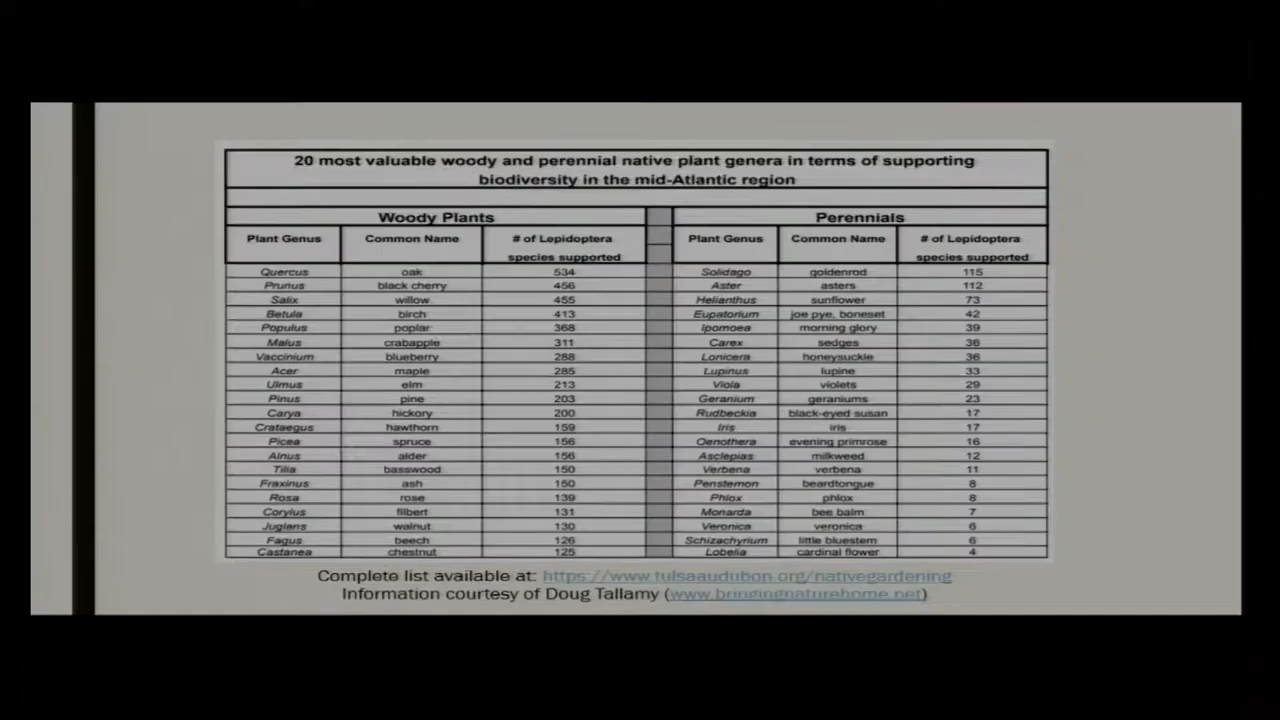 20 most valuable woody and perennial native plant genera in terms of supporting
biodiversity in the mid-Atlantic region
Woody Plants Perennials
Plant Genus Common Name # of Lepidoptera species supported Plant Genus Common Name # of Lepidoptera species supported
Quercus oak 534 Solidago goldenrod 115
Prunus black cherry 456 Aster asters 112
Salix willow 455 Helianthus sunflower 73
Betula birch 413 Eupatorium joe pye, boneset 42
Populus poplar 368 Ipomoea morning glory 39
Malus crabapple 311 Carex sedges 36
Vaccinium blueberry 288 Lonicera honeysuckle 36
Acer maple 285 Lupinus lupine 33
Ulmus elm 213 Viola violets 29
Pinus pine 203 Geranium geraniums 23
Carya hickory 200 Rudbeckia black-eyed susan 17
Crataegus hawthorn 159 Iris iris 17
Picea spruce 156 Oenothera evening primrose 16
Alnus alder 156 Asclepias milkweed 12
Tilia basswood 150 Verbena verbena 11
Fraxinus ash 150 Penstemon beardtongue 8
Rosa rose 139 Phlox phlox 8
Corylus filbert 131 Monarda bee balm 7
Juglans walnut 130 Veronica veronica 6
Fagus beech 126 Schizachyrium little bluestem 6
Castanea chestnut 125 Lobelia cardinal flower 4
Complete list available at: https://www.tulsaaudubon.org/nativegardening
Information courtesy of Doug Tallamy (www.bringingnaturehome.net)